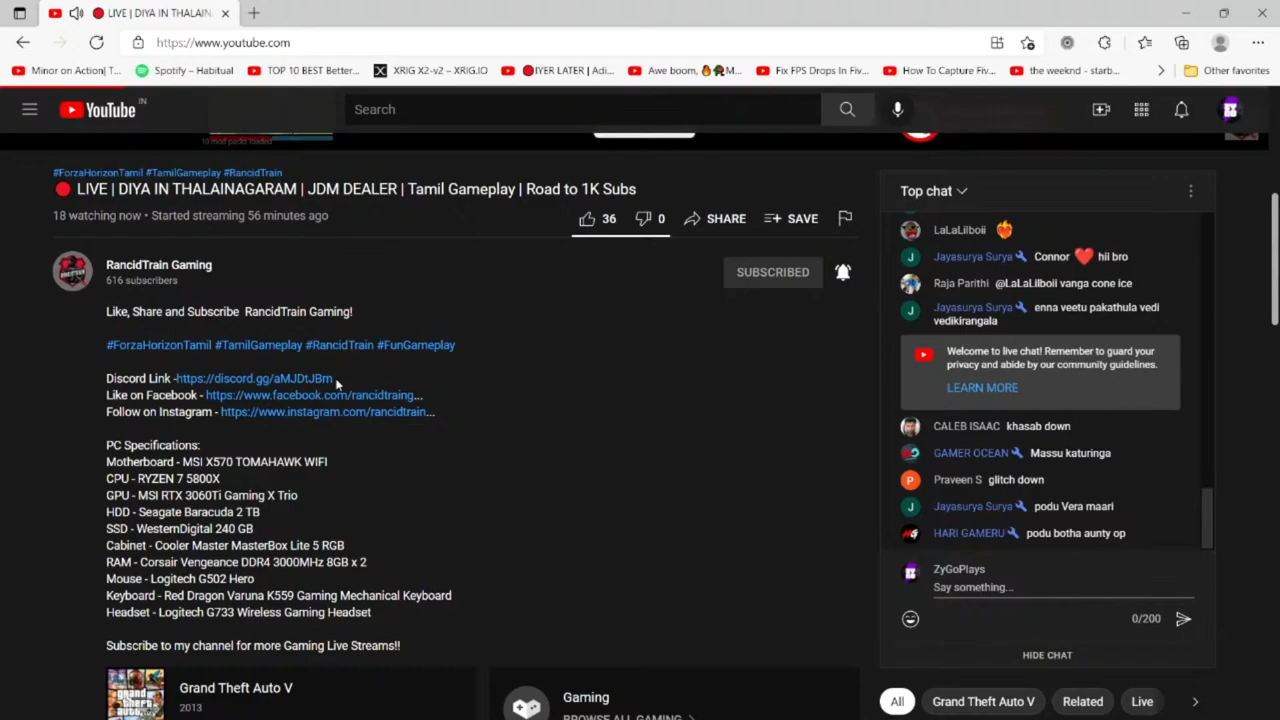 LIVE | DIYA IN THALAIN
https://www.youtube.com
Minor on Action| T...
Spotify – Habitual
TOP 10 BEST Better...
XRIG X2-v2 – XRIG.IO
IYER LATER | Adi...
Awe boom, 🔥🥀M...
Fix FPS Drops In Fiv...
How To Capture Fiv...
the weeknd - starb...
Other favorites
YouTube IN
Search
10 mod packs loaded
#ForzaHorizonTamil #TamilGameplay #RancidTrain
🔴 LIVE | DIYA IN THALAINAGARAM | JDM DEALER | Tamil Gameplay | Road to 1K Subs
18 watching now • Started streaming 56 minutes ago
36
0
SHARE
SAVE
RancidTrain Gaming
616 subscribers
SUBSCRIBED
Like, Share and Subscribe RancidTrain Gaming!
#ForzaHorizonTamil #TamilGameplay #RancidTrain #FunGameplay
Discord Link -https://discord.gg/aMJDtJBm
Like on Facebook - https://www.facebook.com/rancidtraing...
Follow on Instagram - https://www.instagram.com/rancidtrain...
PC Specifications:
Motherboard - MSI X570 TOMAHAWK WIFI
CPU - RYZEN 7 5800X
GPU - MSI RTX 3060Ti Gaming X Trio
HDD - Seagate Baracuda 2 TB
SSD - WesternDigital 240 GB
Cabinet - Cooler Master MasterBox Lite 5 RGB
RAM - Corsair Vengeance DDR4 3000MHz 8GB x 2
Mouse - Logitech G502 Hero
Keyboard - Red Dragon Varuna K559 Gaming Mechanical Keyboard
Headset - Logitech G733 Wireless Gaming Headset
Subscribe to my channel for more Gaming Live Streams!!
Grand Theft Auto V
2013
Gaming
BROWSE ALL GAMING
Top chat
LaLaLilboii ❤️‍🔥
J Jayasurya Surya Connor ❤️ hii bro
Raja Parithi @LaLaLilboii vanga cone ice
J Jayasurya Surya enna veetu pakathula vedi
vedikirangala
Welcome to live chat! Remember to guard your
privacy and abide by our community guidelines.
LEARN MORE
CALEB ISAAC khasab down
GAMER OCEAN Massu katuringa
P Praveen S glitch down
J Jayasurya Surya podu Vera maari
HARI GAMERU podu botha aunty op
ZyGoPlays
Say something...
0/200
HIDE CHAT
All
Grand Theft Auto V
Related
Live